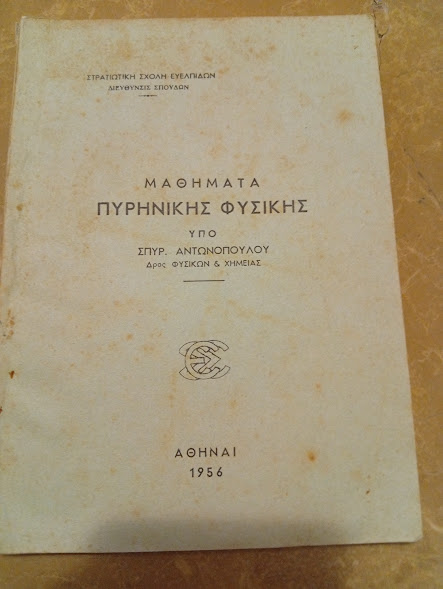 ΣΤΡΑΤΙΩΤΙΚΗ ΣΧΟΛΗ ΕΥΕΛΠΙΔΩΝ
ΔΙΕΥΘΥΝΣΙΣ ΣΠΟΥΔΩΝ
ΜΑΘΗΜΑΤΑ
ΠΥΡΗΝΙΚΗΣ ΦΥΣΙΚΗΣ
ΥΠΟ
ΣΠΥΡ. ΑΝΤΩΝΟΠΟΥΛΟΥ
Δρος ΦΥΣΙΚΩΝ & ΧΗΜΕΙΑΣ
ΑΘΗΝΑΙ
1956